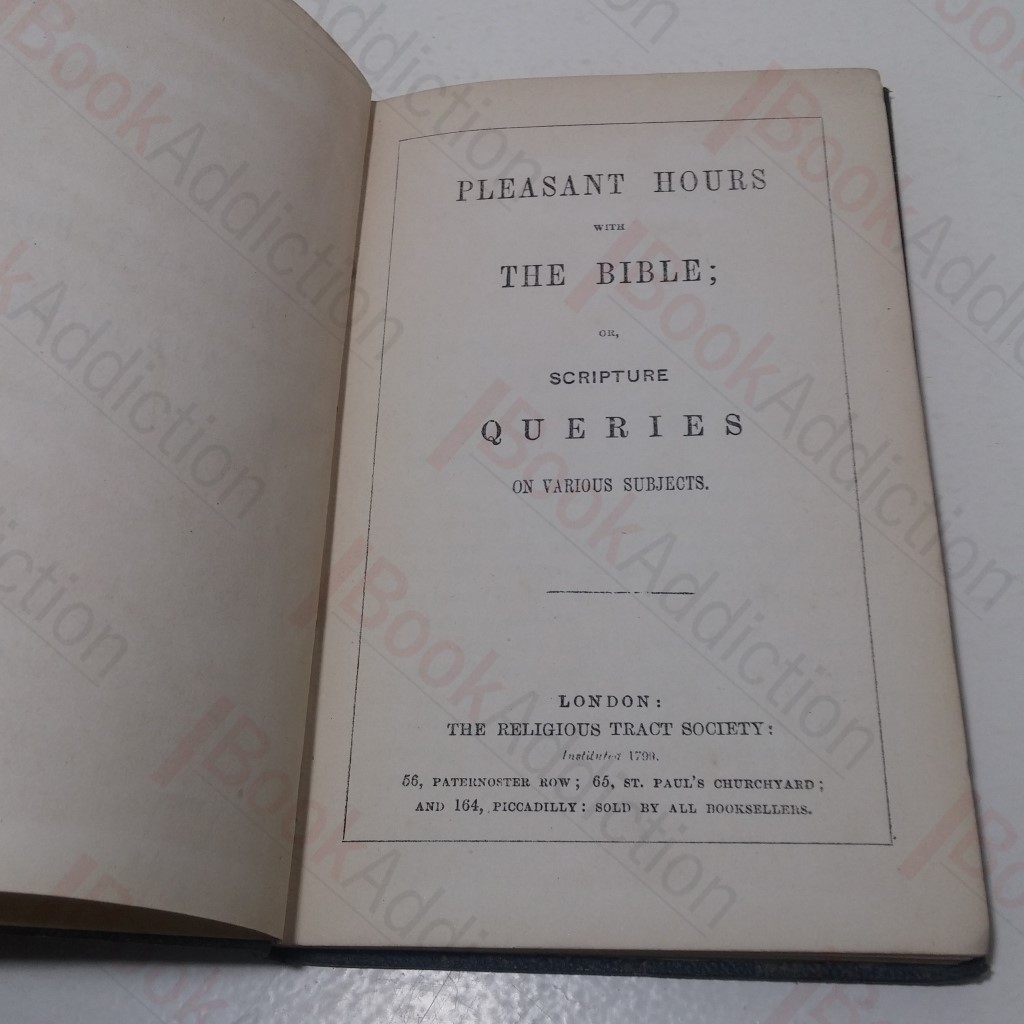 PLEASANT HOURS
WITH
THE BIBLE;
OR,
SCRIPTURE
QUERIES
ON VARIOUS SUBJECTS.
LONDON:
THE RELIGIOUS TRACT SOCIETY:
Instituted 1799.
56, PATERNOSTER ROW; 65, ST. PAUL'S CHURCHYARD;
AND 164, PICCADILLY: SOLD BY ALL BOOKSELLERS.
BookAddiction